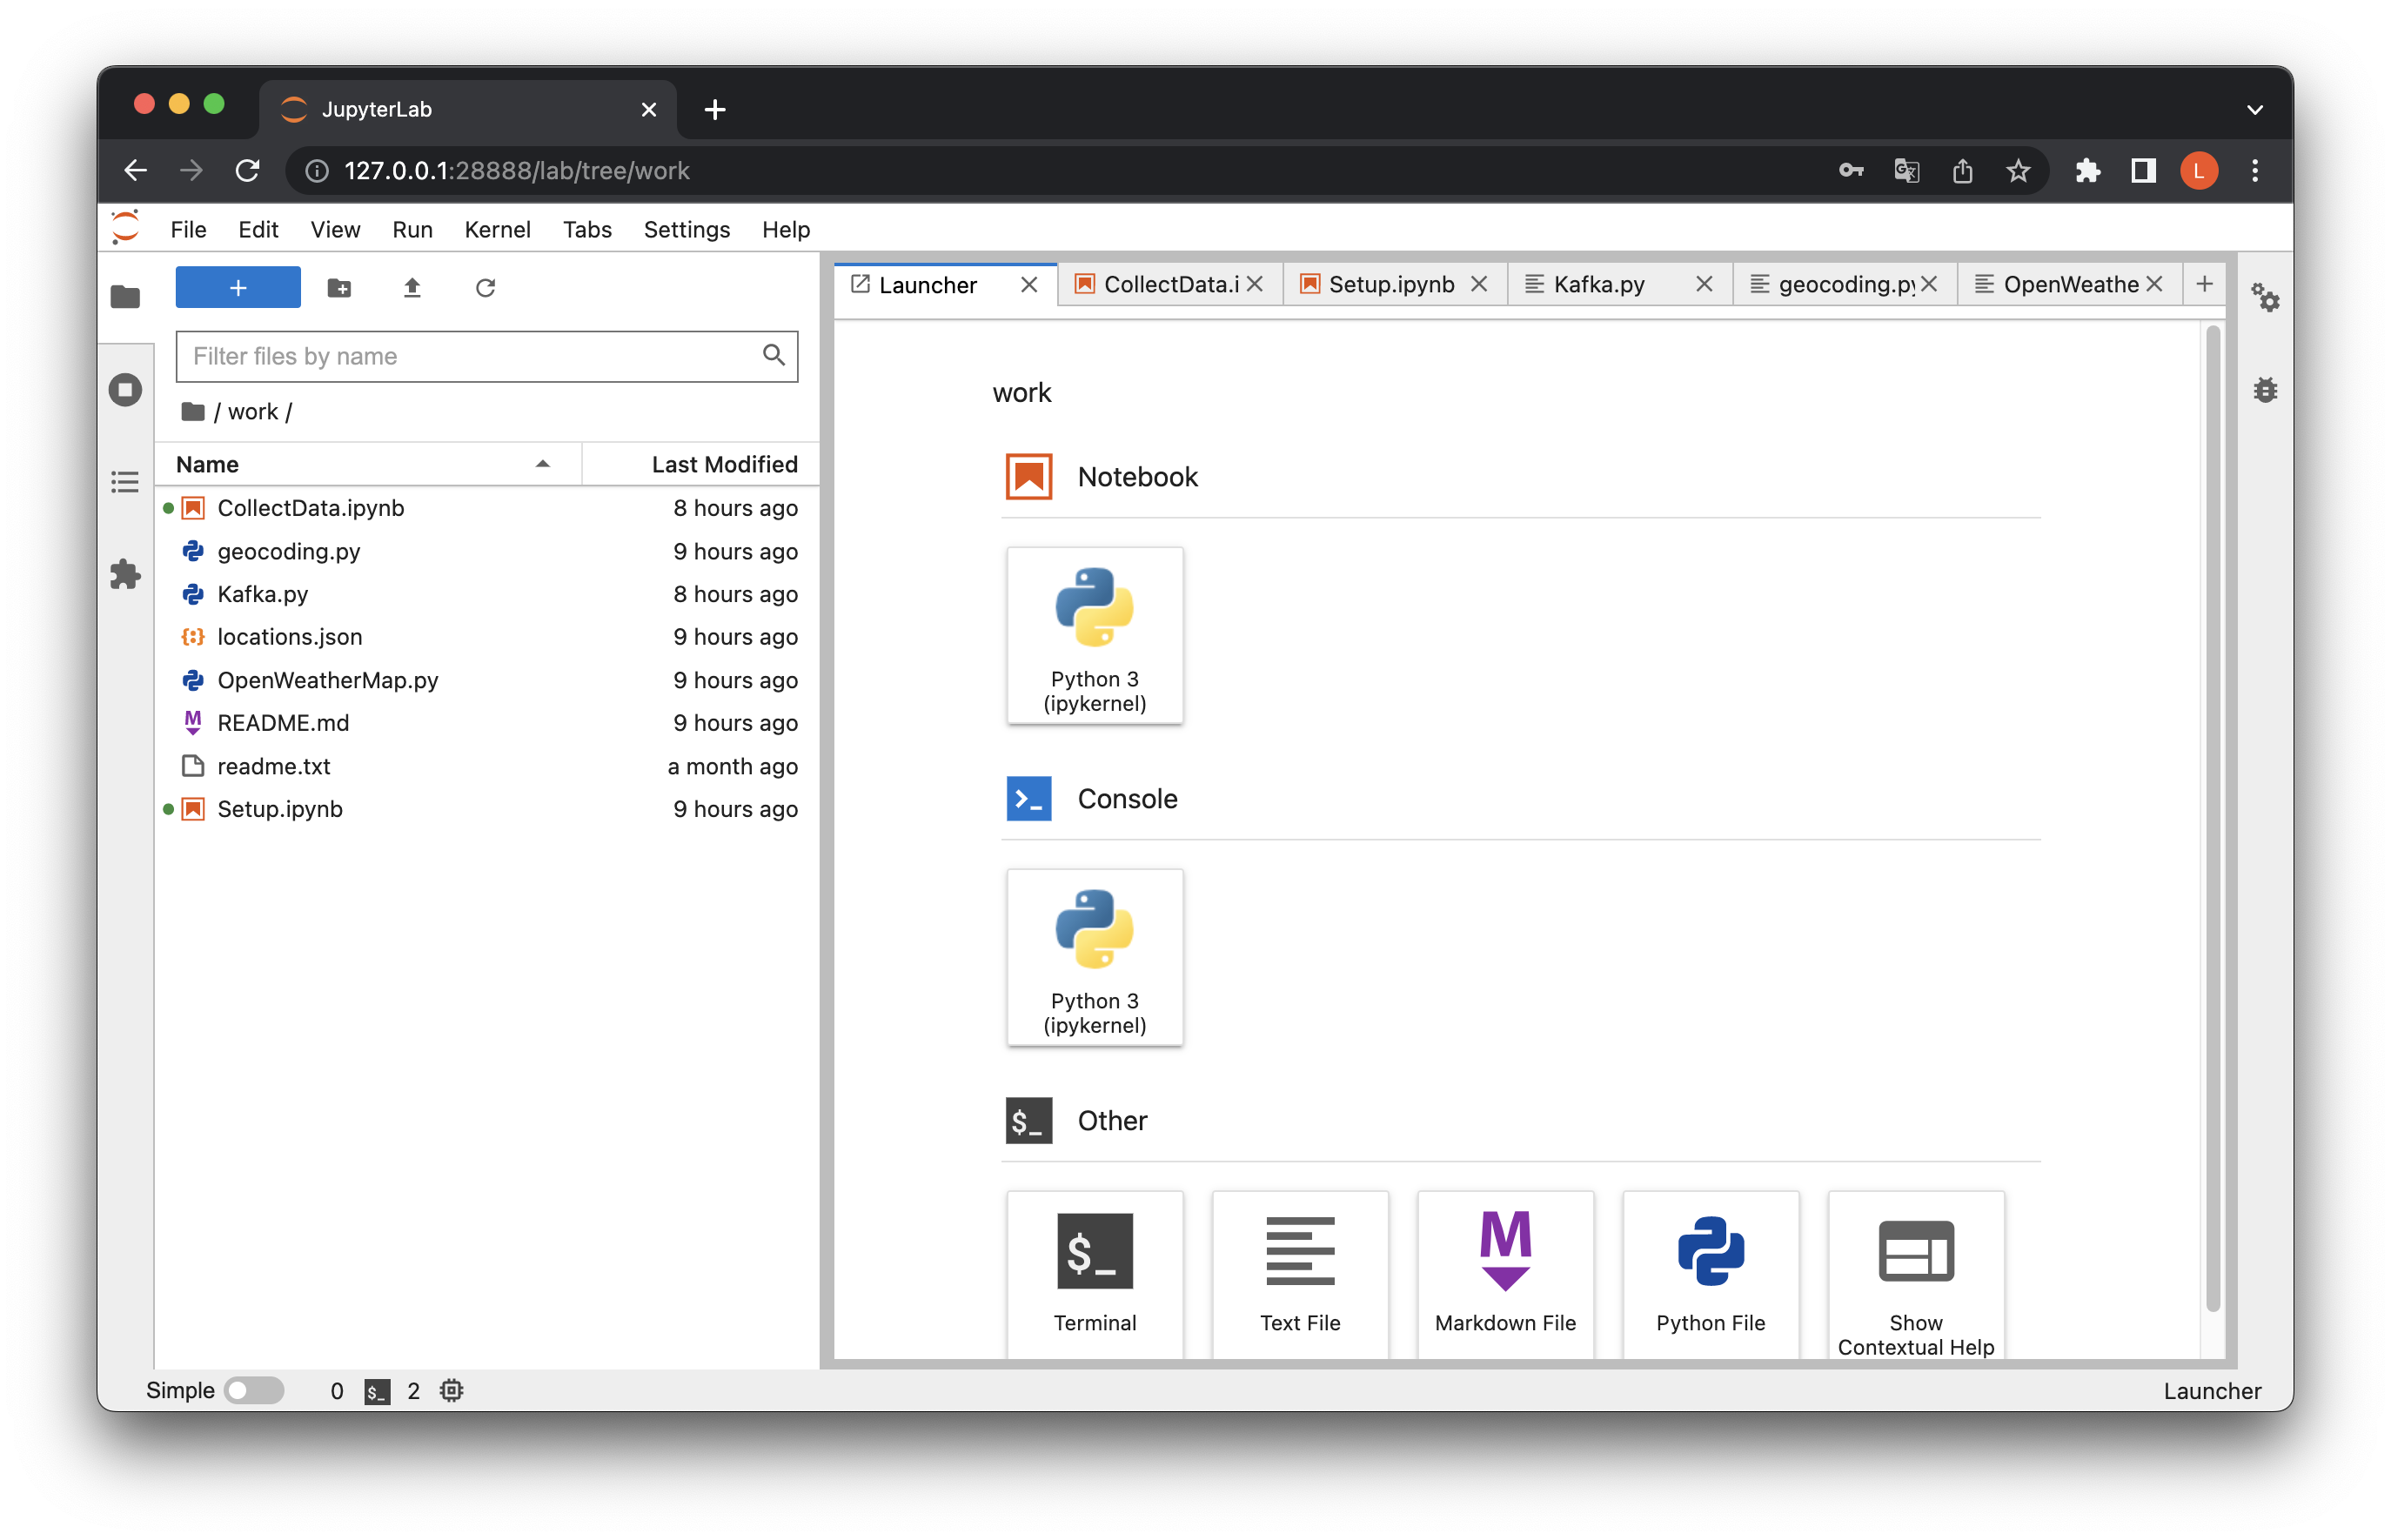 JupyterLab
127.0.0.1:28888/lab/tree/work
L
File Edit View Run Kernel Tabs Settings Help
Launcher CollectData.i Setup.ipynb Kafka.py geocoding.py OpenWeathe
Filter files by name
/ work /
Name Last Modified
CollectData.ipynb 8 hours ago
geocoding.py 9 hours ago
Kafka.py 8 hours ago
locations.json 9 hours ago
OpenWeatherMap.py 9 hours ago
README.md 9 hours ago
readme.txt a month ago
Setup.ipynb 9 hours ago
work
Notebook
Python 3
(ipykernel)
Console
Python 3
(ipykernel)
$_ Other
$_
M
Terminal
Text File
Markdown File
Python File
Show
Contextual Help
Simple 0 $_ 2 Launcher